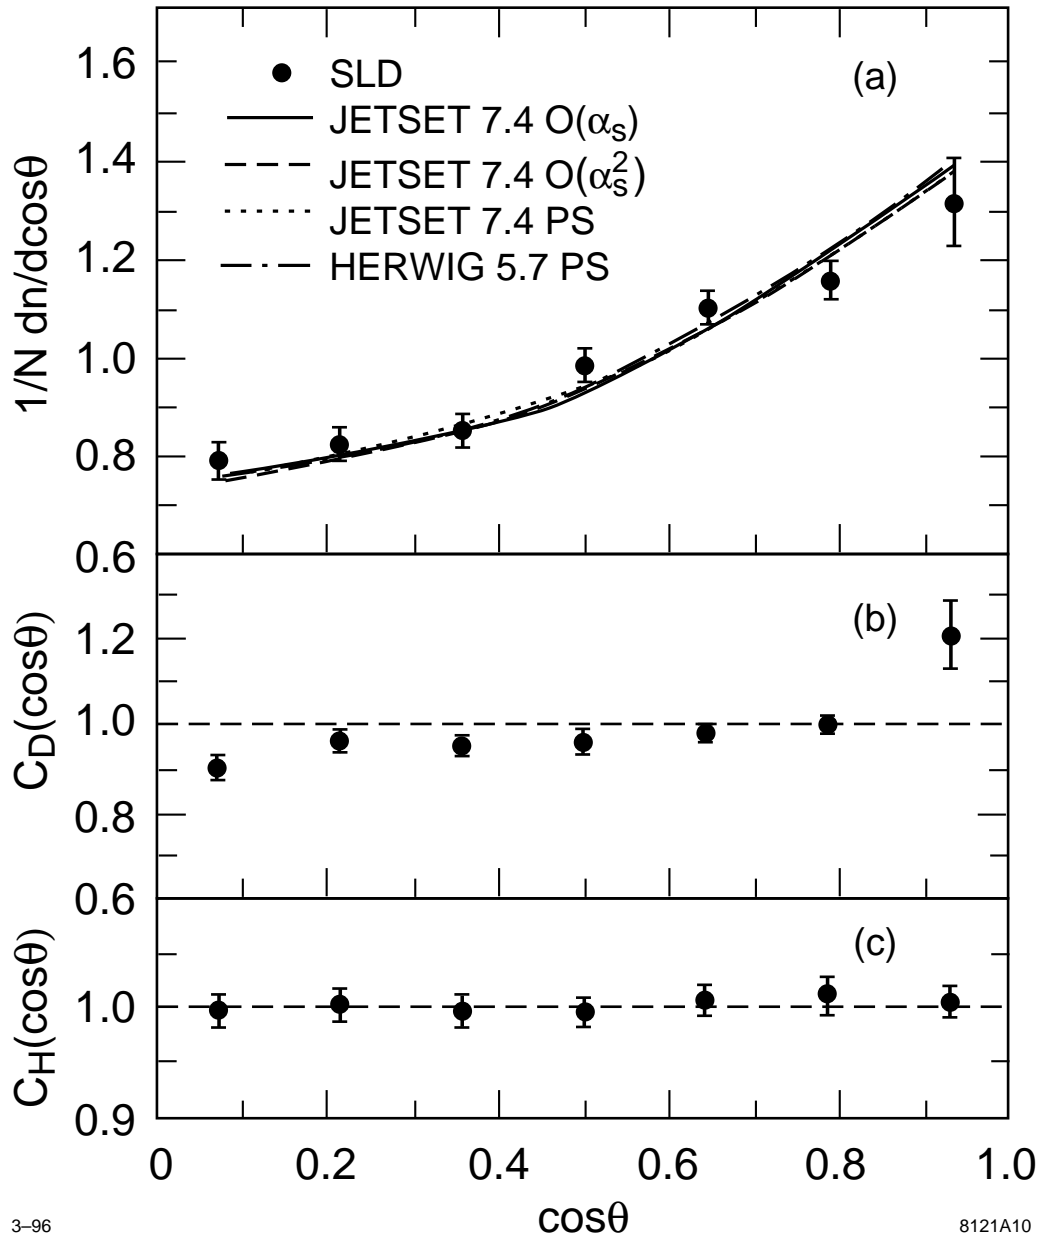 1.6
1.4
1.2
1.0
0.8
0.6
1/N dn/dcosθ
SLD
JETSET 7.4 O(αs)
JETSET 7.4 O(αs²)
JETSET 7.4 PS
HERWIG 5.7 PS
(a)
1.2
1.0
0.8
0.6
CD(cosθ)
(b)
1.0
0.9
CH(cosθ)
(c)
0 0.2 0.4 0.6 0.8 1.0
cosθ
3–96
8121A10